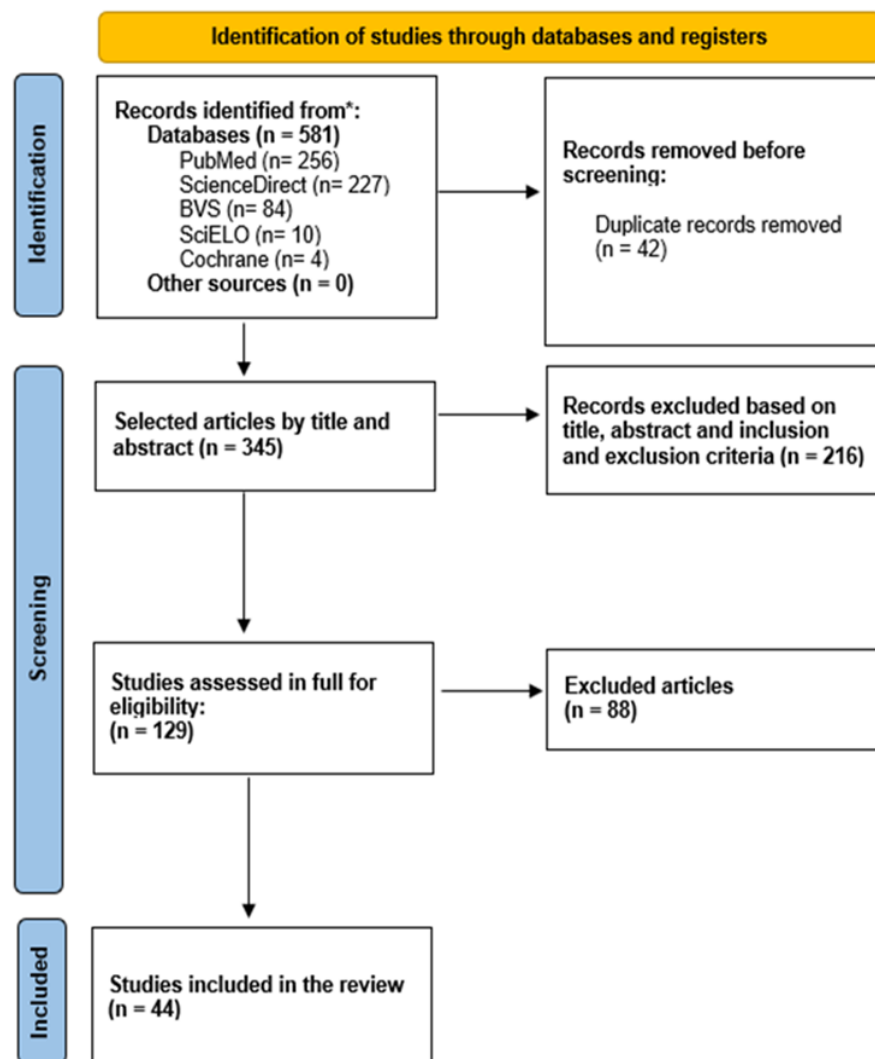 Identification of studies through databases and registers
Identification
Records identified from*:
Databases (n = 581)
PubMed (n= 256)
ScienceDirect (n= 227)
BVS (n= 84)
SciELO (n= 10)
Cochrane (n= 4)
Other sources (n = 0)
Records removed before
screening:
Duplicate records removed
(n = 42)
Screening
Selected articles by title and
abstract (n = 345)
Records excluded based on
title, abstract and inclusion
and exclusion criteria (n = 216)
Studies assessed in full for
eligibility:
(n = 129)
Excluded articles
(n = 88)
Included
Studies included in the review
(n = 44)